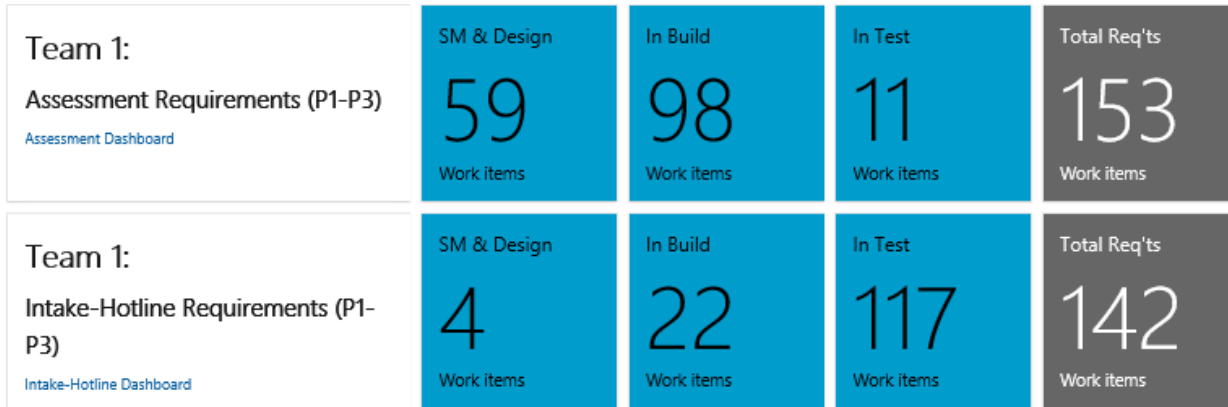 Team 1:
Assessment Requirements (P1-P3)
Assessment Dashboard
SM & Design
59
Work items
In Build
98
Work items
In Test
11
Work items
Total Req'ts
153
Work items
Team 1:
Intake-Hotline Requirements (P1-
P3)
Intake-Hotline Dashboard
SM & Design
4
Work items
In Build
22
Work items
In Test
117
Work items
Total Req'ts
142
Work items